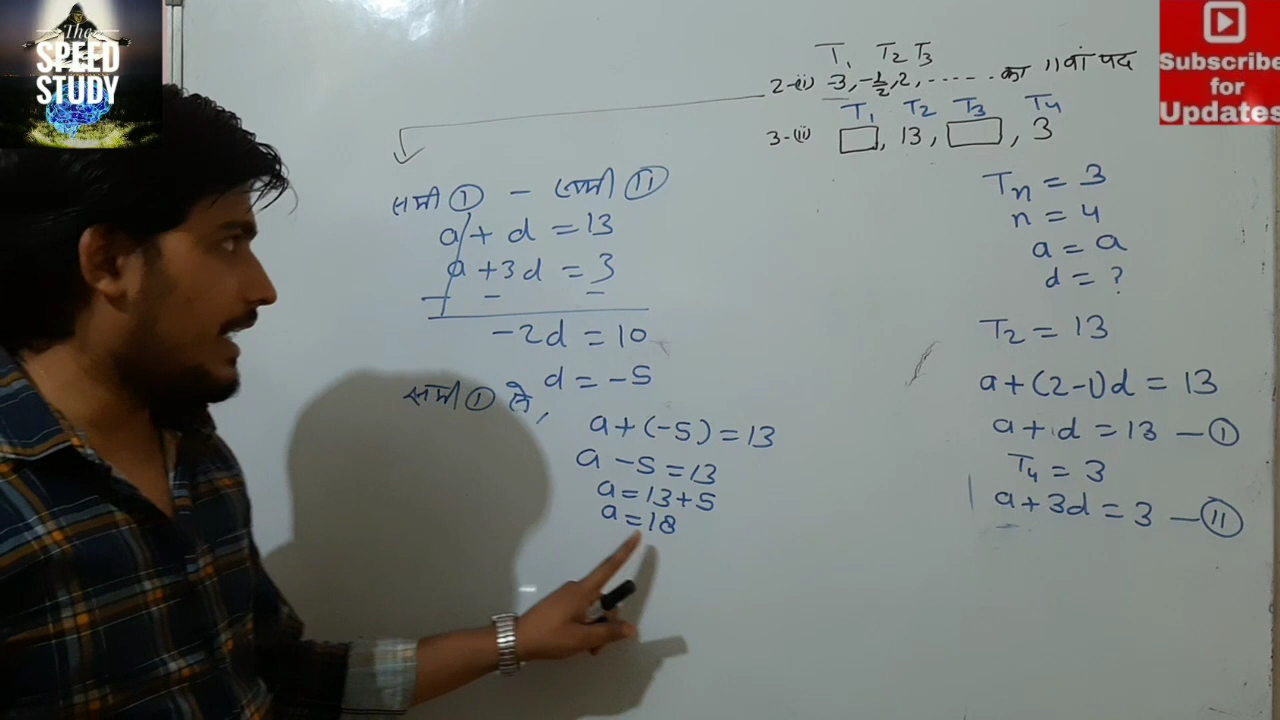 The
SPEED
STUDY
Subscribe
for
Updates
T₁ T₂ T₃
2-(ii) -3, -1/2, 2, ------ का 11वां पद
T₁ T₂ T₃ T₄
3-(ii) □, 13, □, 3
समी ① - समी ⑪
a + d = 13
a + 3d = 3
- - -
-2d = 10
d = -5
समी ① से,
a + (-5) = 13
a - 5 = 13
a = 13 + 5
a = 18
Tn = 3
n = 4
a = a
d = ?
T₂ = 13
a + (2-1)d = 13
a + 1d = 13 — ①
T₄ = 3
a + 3d = 3 — ⑪